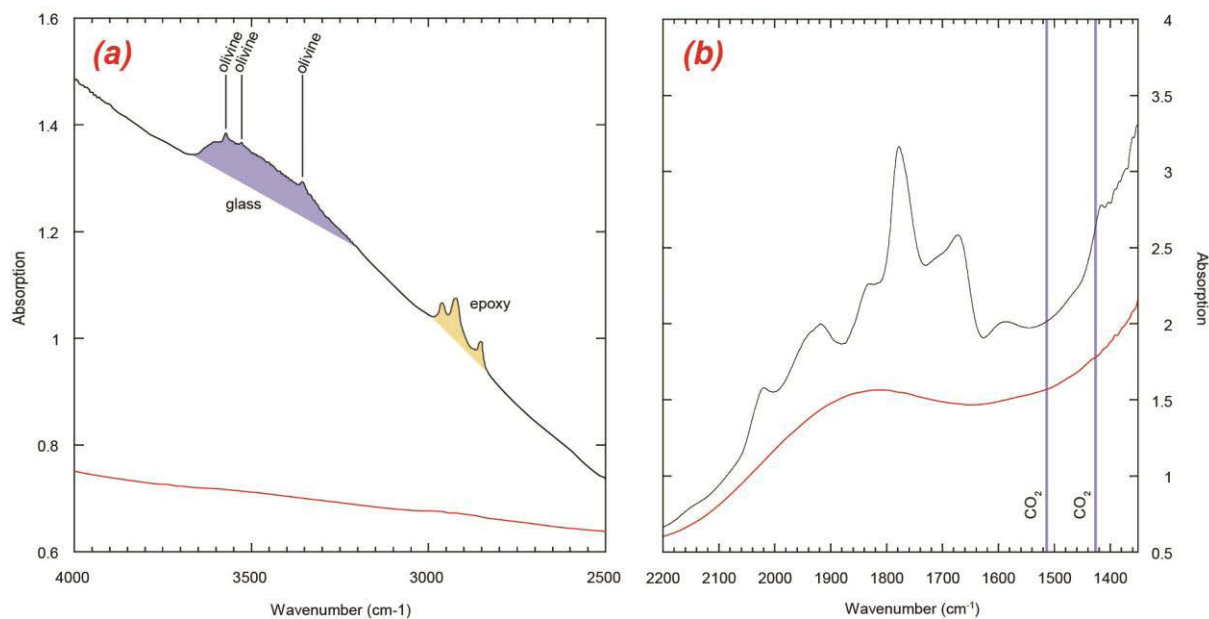 (a)
olivine
olivine
olivine
glass
epoxy
1.6
1.4
1.2
1
0.8
0.6
Absorption
4000
3500
3000
2500
Wavenumber (cm-1)
(b)
CO2
CO2
4
3.5
3
2.5
2
1.5
1
0.5
Absorption
2200
2100
2000
1900
1800
1700
1600
1500
1400
Wavenumber (cm⁻¹)